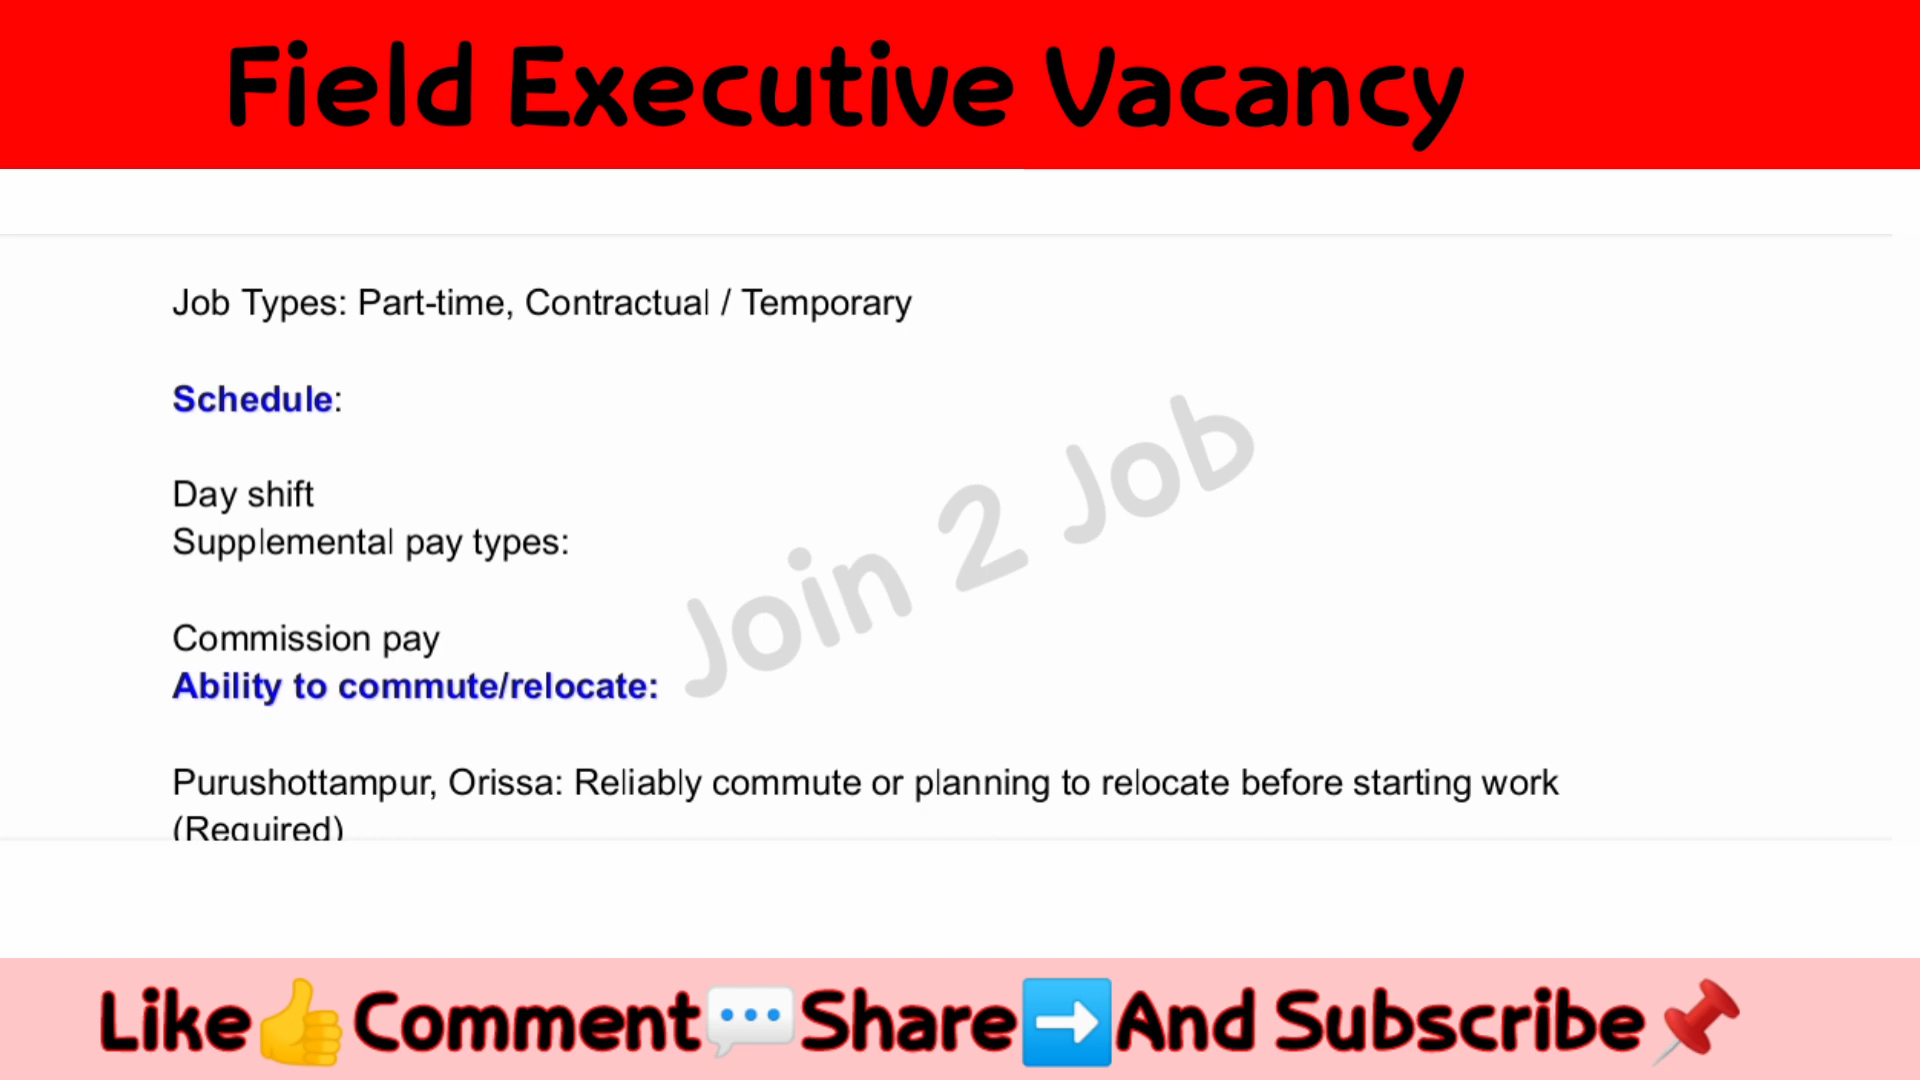 Field Executive Vacancy
Job Types: Part-time, Contractual / Temporary
Schedule:
Day shift
Supplemental pay types:
Commission pay
Ability to commute/relocate:
Purushottampur, Orissa: Reliably commute or planning to relocate before starting work
(Required)
Join 2 Job
Like👍Comment💬Share➡️And Subscribe📌